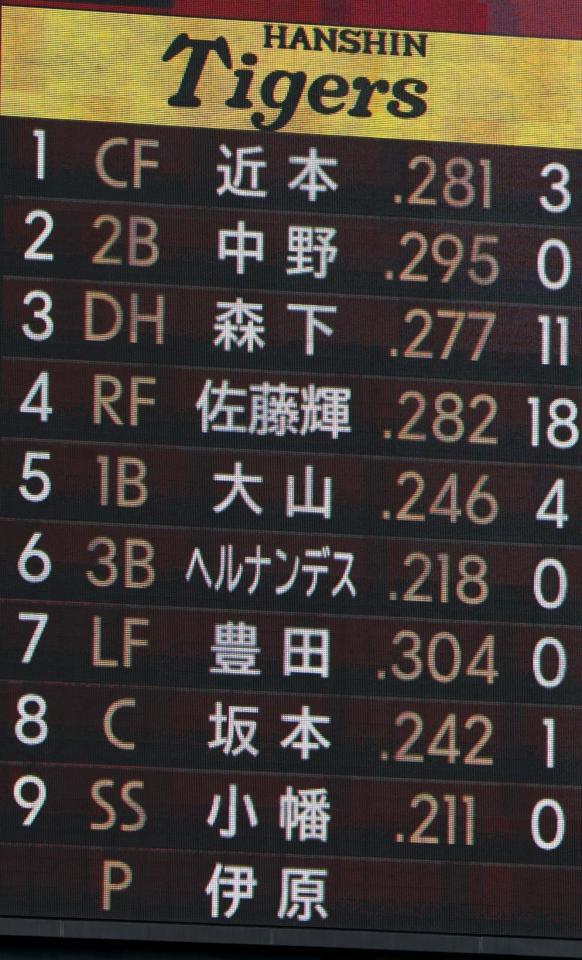 HANSHIN
Tigers
1 CF 近本 .281 3
2 2B 中野 .295 0
3 DH 森下 .277 11
4 RF 佐藤輝 .282 18
5 1B 大山 .246 4
6 3B ヘルナンデス .218 0
7 LF 豊田 .304 0
8 C 坂本 .242 1
9 SS 小幡 .211 0
P 伊原